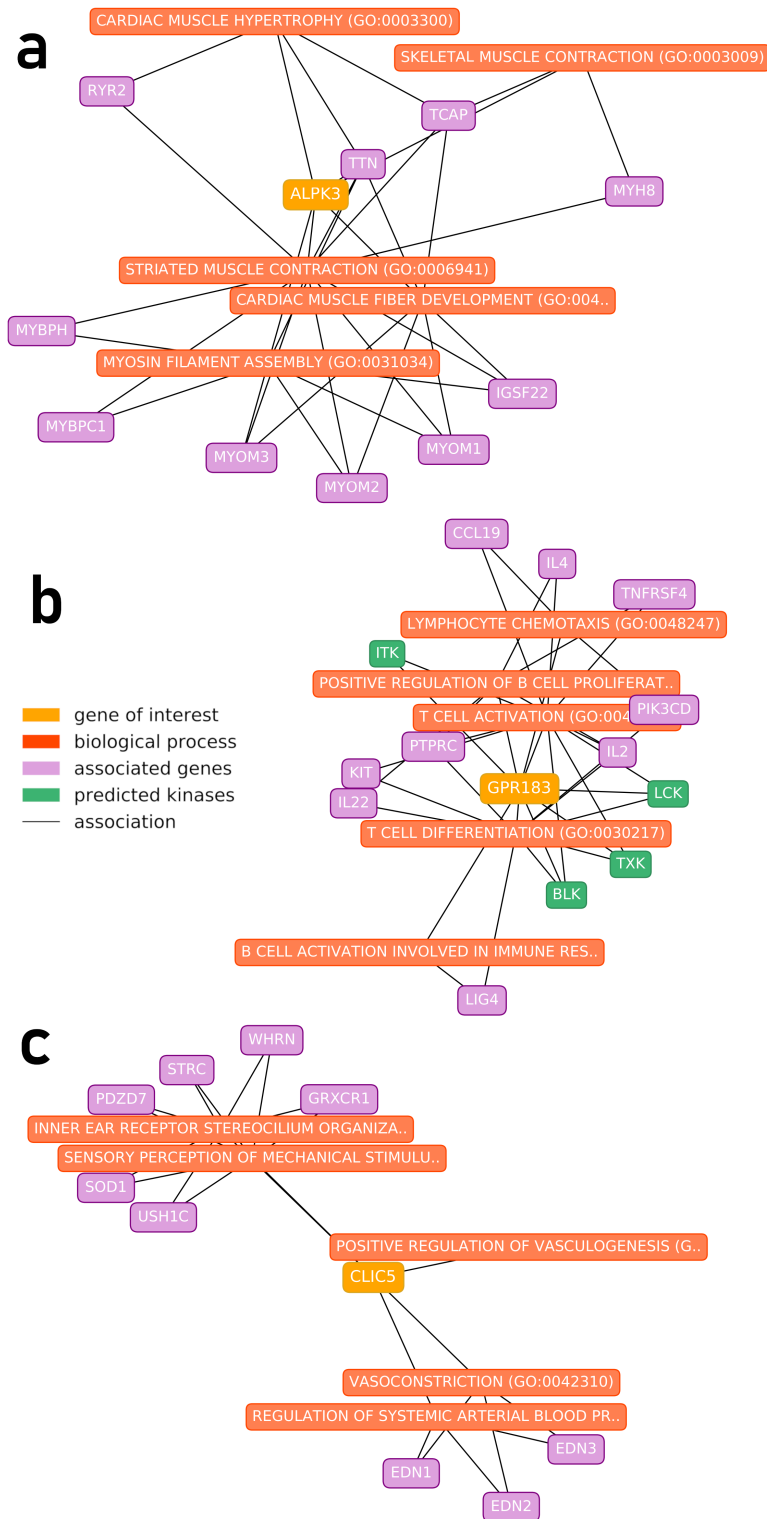 a
CARDIAC MUSCLE HYPERTROPHY (GO:0003300)
SKELETAL MUSCLE CONTRACTION (GO:0003009)
RYR2
TCAP
TTN
ALPK3
MYH8
STRIATED MUSCLE CONTRACTION (GO:0006941)
CARDIAC MUSCLE FIBER DEVELOPMENT (GO:004..
MYBPH
MYOSIN FILAMENT ASSEMBLY (GO:0031034)
IGSF22
MYBPC1
MYOM1
MYOM3
MYOM2
b
CCL19
IL4
TNFRSF4
LYMPHOCYTE CHEMOTAXIS (GO:0048247)
ITK
POSITIVE REGULATION OF B CELL PROLIFERAT..
PIK3CD
T CELL ACTIVATION (GO:004
PTPRC
IL2
KIT
GPR183
LCK
IL22
T CELL DIFFERENTIATION (GO:0030217)
TXK
BLK
B CELL ACTIVATION INVOLVED IN IMMUNE RES..
LIG4
gene of interest
biological process
associated genes
predicted kinases
association
c
WHRN
STRC
PDZD7
GRXCR1
INNER EAR RECEPTOR STEREOCILIUM ORGANIZA..
SENSORY PERCEPTION OF MECHANICAL STIMULU..
SOD1
USH1C
POSITIVE REGULATION OF VASCULOGENESIS (G..
CLIC5
VASOCONSTRICTION (GO:0042310)
REGULATION OF SYSTEMIC ARTERIAL BLOOD PR..
EDN3
EDN1
EDN2